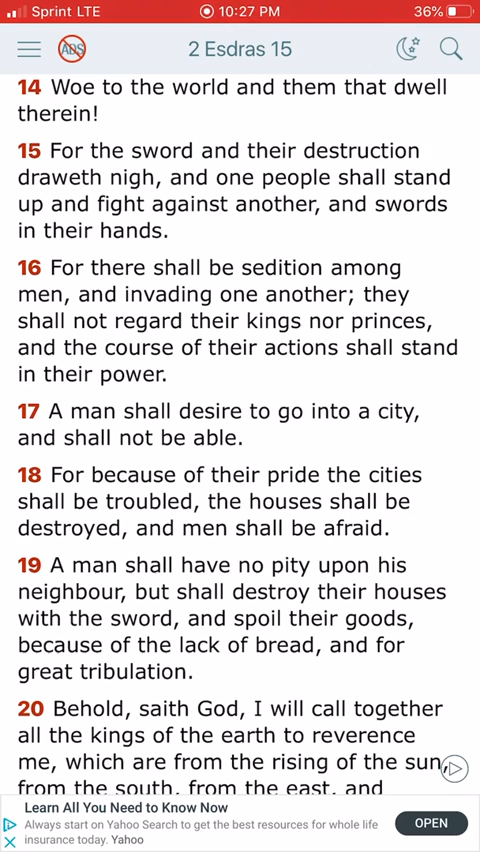 Sprint LTE 10:27 PM 36%
ADS 2 Esdras 15
14 Woe to the world and them that dwell
therein!
15 For the sword and their destruction
draweth nigh, and one people shall stand
up and fight against another, and swords
in their hands.
16 For there shall be sedition among
men, and invading one another; they
shall not regard their kings nor princes,
and the course of their actions shall stand
in their power.
17 A man shall desire to go into a city,
and shall not be able.
18 For because of their pride the cities
shall be troubled, the houses shall be
destroyed, and men shall be afraid.
19 A man shall have no pity upon his
neighbour, but shall destroy their houses
with the sword, and spoil their goods,
because of the lack of bread, and for
great tribulation.
20 Behold, saith God, I will call together
all the kings of the earth to reverence
me, which are from the rising of the sun,
from the south, from the east, and
Learn All You Need to Know Now
Always start on Yahoo Search to get the best resources for whole life
insurance today. Yahoo
OPEN